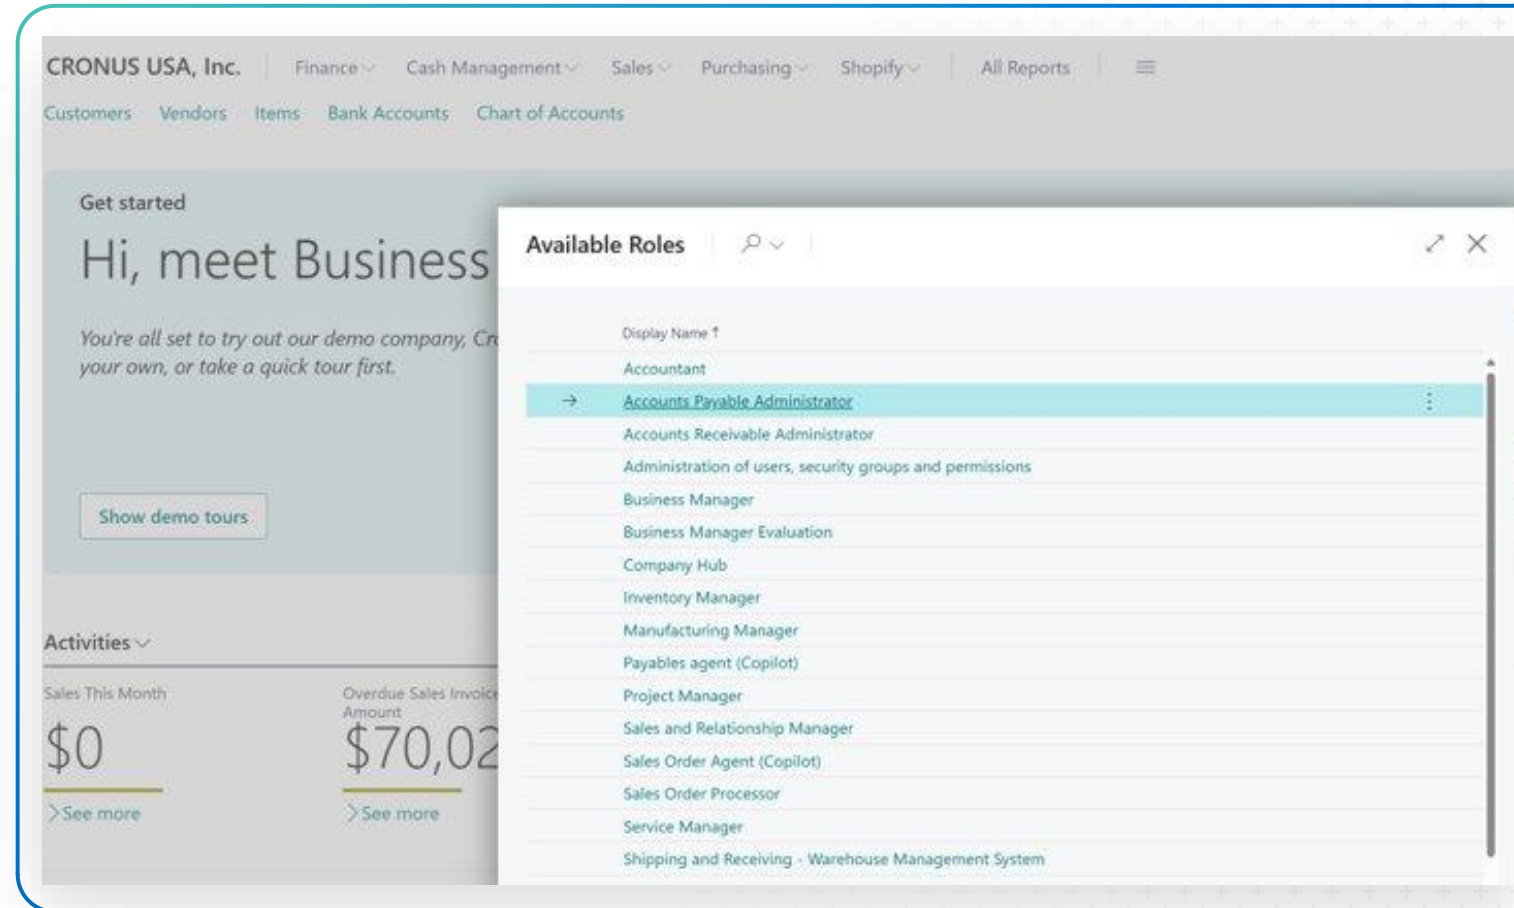 CRONUS USA, Inc. Finance Cash Management Sales Purchasing Shopify All Reports
Customers Vendors Items Bank Accounts Chart of Accounts
Get started
Hi, meet Business
You're all set to try out our demo company, Cr
your own, or take a quick tour first.
Show demo tours
Activities
Sales This Month
$0
See more
Overdue Sales Invoice
Amount
$70,02
See more
Available Roles
Display Name ↑
Accountant
Accounts Payable Administrator
Accounts Receivable Administrator
Administration of users, security groups and permissions
Business Manager
Business Manager Evaluation
Company Hub
Inventory Manager
Manufacturing Manager
Payables agent (Copilot)
Project Manager
Sales and Relationship Manager
Sales Order Agent (Copilot)
Sales Order Processor
Service Manager
Shipping and Receiving - Warehouse Management System